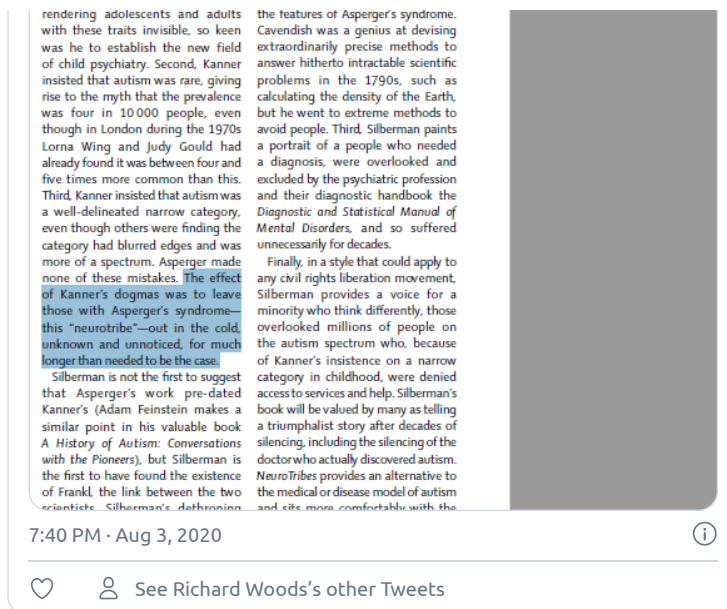 rendering adolescents and adults
with these traits invisible, so keen
was he to establish the new field
of child psychiatry. Second, Kanner
insisted that autism was rare, giving
rise to the myth that the prevalence
was four in 10 000 people, even
though in London during the 1970s
Lorna Wing and Judy Gould had
already found it was between four and
five times more common than this.
Third, Kanner insisted that autism was
a well-delineated narrow category,
even though others were finding the
category had blurred edges and was
more of a spectrum. Asperger made
none of these mistakes. The effect
of Kanner's dogmas was to leave
those with Asperger's syndrome—
this “neurotribe”—out in the cold,
unknown and unnoticed, for much
longer than needed to be the case.
Silberman is not the first to suggest
that Asperger's work pre-dated
Kanner's (Adam Feinstein makes a
similar point in his valuable book
A History of Autism: Conversations
with the Pioneers), but Silberman is
the first to have found the existence
of Frankl, the link between the two
scientists. Silberman's dethroning
the features of Asperger's syndrome.
Cavendish was a genius at devising
extraordinarily precise methods to
answer hitherto intractable scientific
problems in the 1790s, such as
calculating the density of the Earth,
but he went to extreme methods to
avoid people. Third, Silberman paints
a portrait of a people who needed
a diagnosis, were overlooked and
excluded by the psychiatric profession
and their diagnostic handbook the
Diagnostic and Statistical Manual of
Mental Disorders, and so suffered
unnecessarily for decades.
Finally, in a style that could apply to
any civil rights liberation movement,
Silberman provides a voice for a
minority who think differently, those
overlooked millions of people on
the autism spectrum who, because
of Kanner's insistence on a narrow
category in childhood, were denied
access to services and help. Silberman's
book will be valued by many as telling
a triumphalist story after decades of
silencing, including the silencing of the
doctor who actually discovered autism.
NeuroTribes provides an alternative to
the medical or disease model of autism
and sits more comfortably with the
7:40 PM · Aug 3, 2020
See Richard Woods's other Tweets